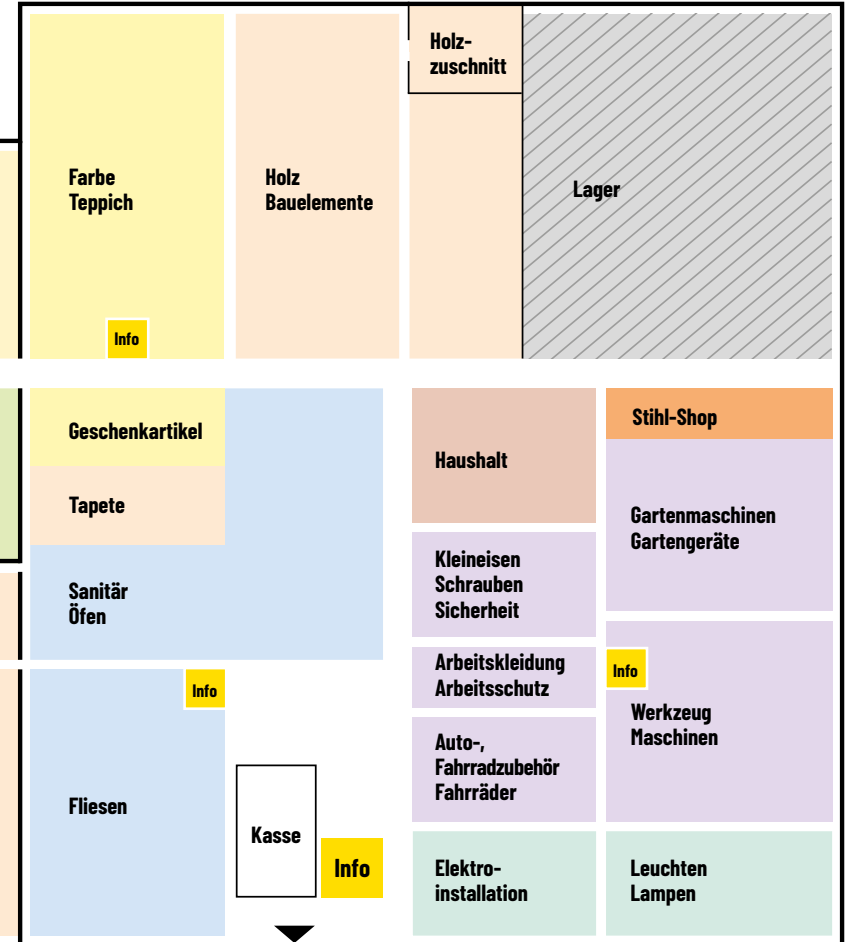 Holz-
zuschnitt
Farbe
Teppich
Holz
Bauelemente
Lager
Info
Geschenkartikel
Tapete
Sanitär
Öfen
Haushalt
Stihl-Shop
Gartenmaschinen
Gartengeräte
Kleineisen
Schrauben
Sicherheit
Arbeitskleidung
Arbeitsschutz
Info
Werkzeug
Maschinen
Auto-,
Fahrradzubehör
Fahrräder
Info
Fliesen
Kasse
Info
Elektro-
installation
Leuchten
Lampen